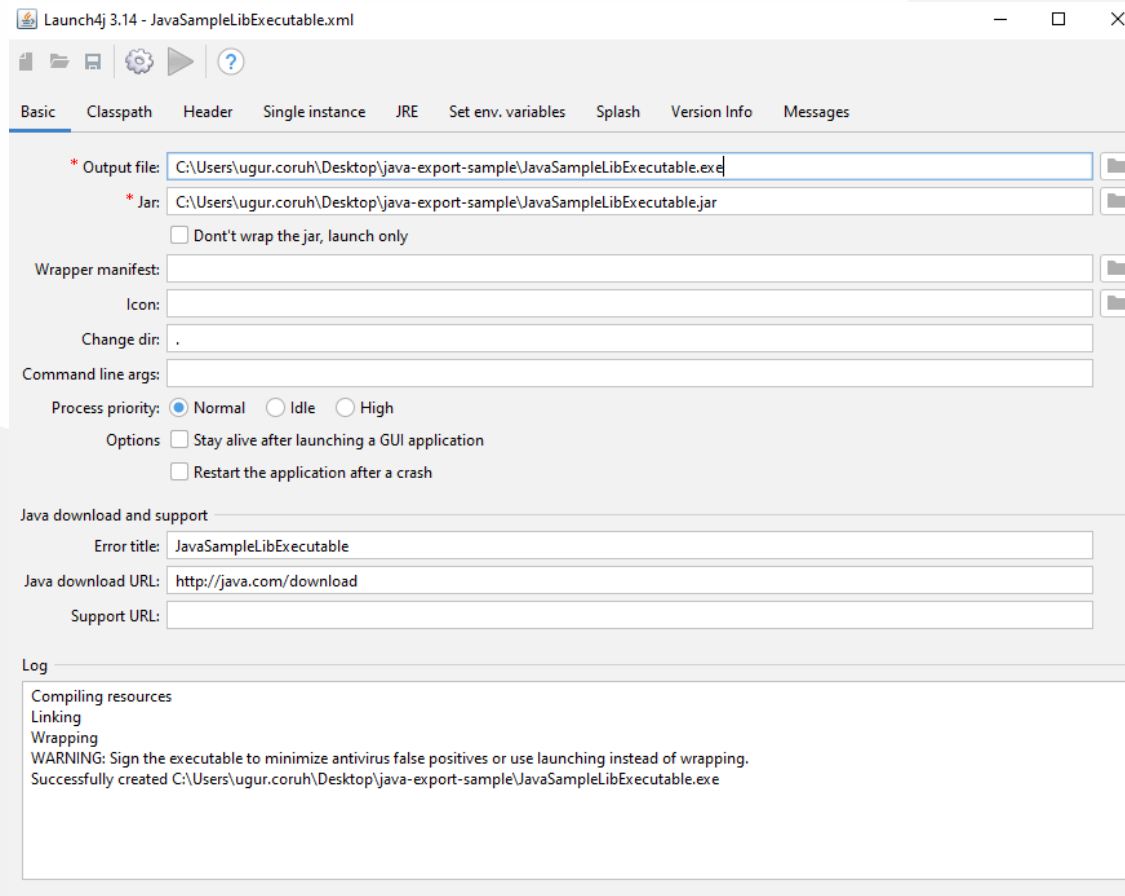 Launch4j 3.14 - JavaSampleLibExecutable.xml
?
Basic Classpath Header Single instance JRE Set env. variables Splash Version Info Messages
* Output file: C:\Users\ugur.coruh\Desktop\java-export-sample\JavaSampleLibExecutable.exe
* Jar: C:\Users\ugur.coruh\Desktop\java-export-sample\JavaSampleLibExecutable.jar
Dont't wrap the jar, launch only
Wrapper manifest:
Icon:
Change dir: .
Command line args:
Process priority: Normal Idle High
Options Stay alive after launching a GUI application
Restart the application after a crash
Java download and support
Error title: JavaSampleLibExecutable
Java download URL: http://java.com/download
Support URL:
Log
Compiling resources
Linking
Wrapping
WARNING: Sign the executable to minimize antivirus false positives or use launching instead of wrapping.
Successfully created C:\Users\ugur.coruh\Desktop\java-export-sample\JavaSampleLibExecutable.exe